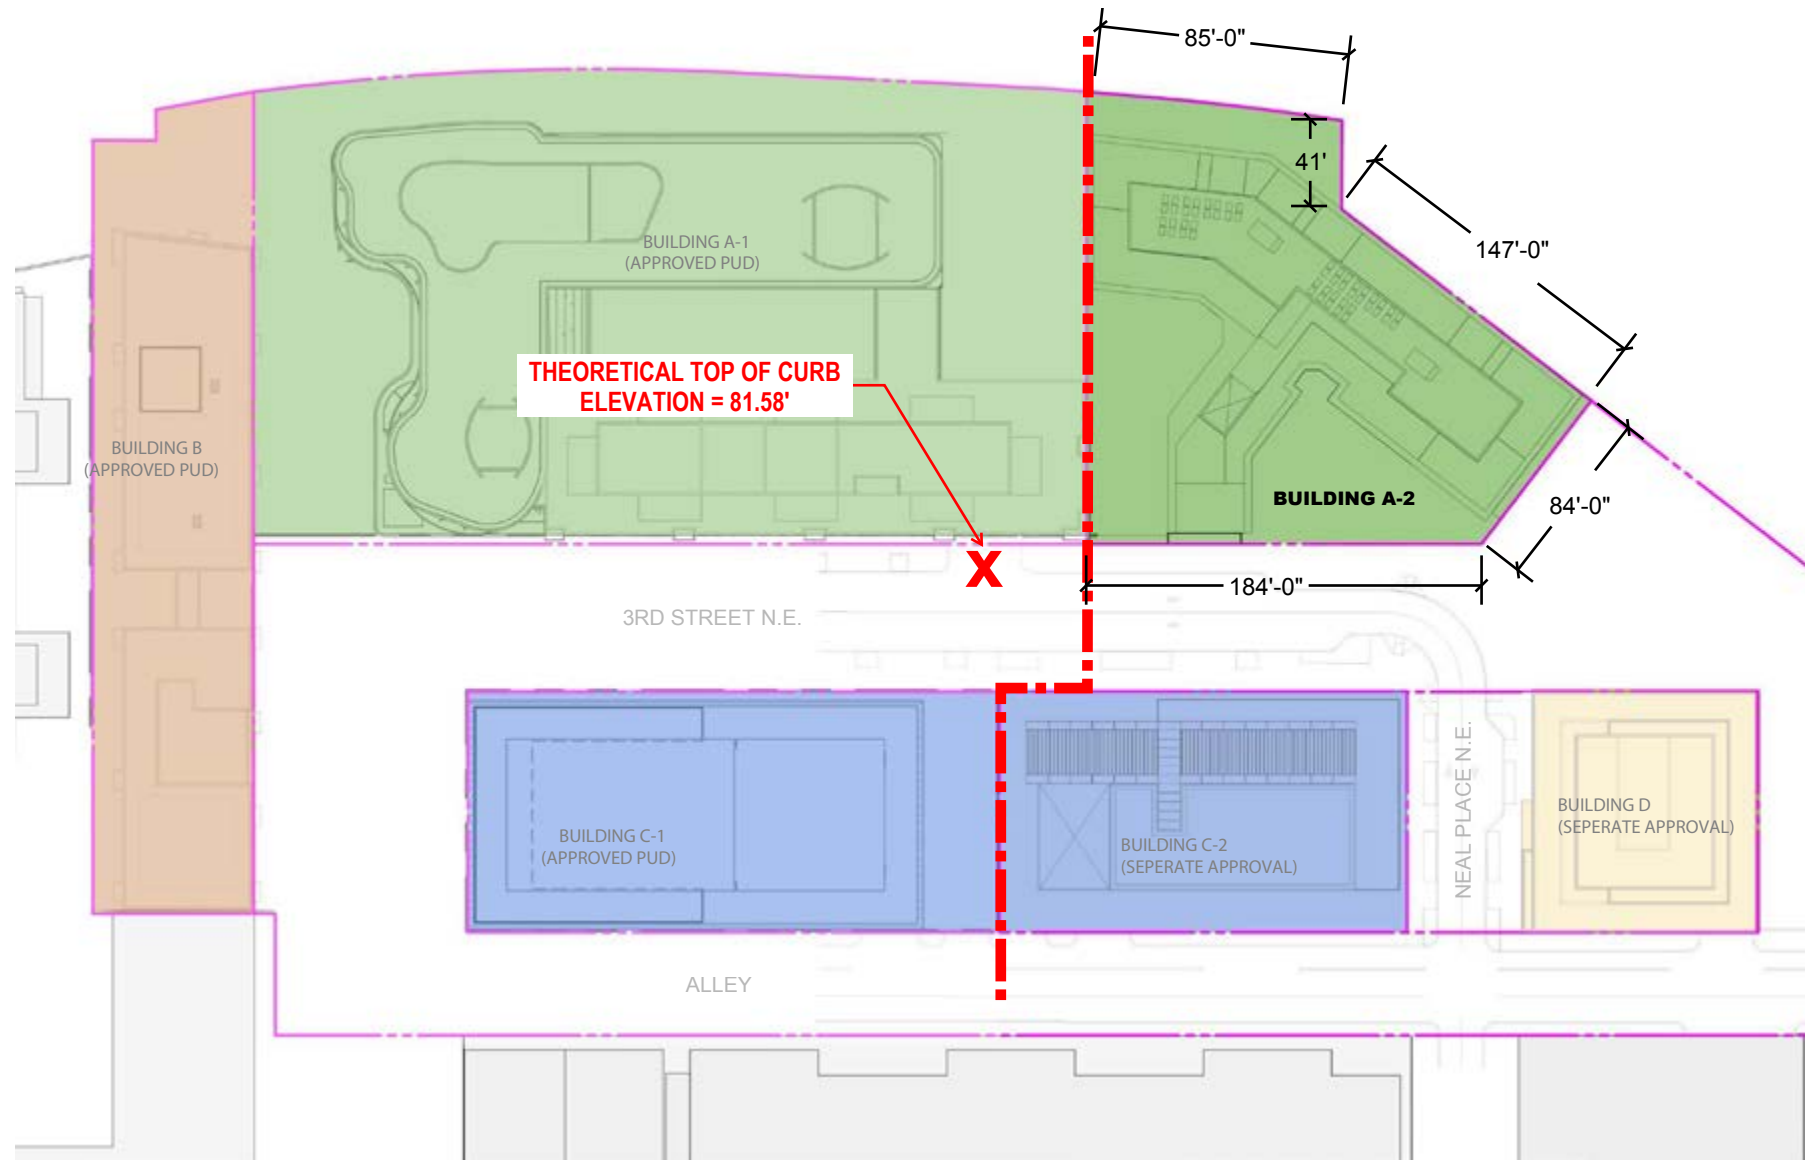 85'-0"
41'
147'-0"
BUILDING A-1
(APPROVED PUD)
THEORETICAL TOP OF CURB
ELEVATION = 81.58'
BUILDING B
(APPROVED PUD)
BUILDING A-2
84'-0"
X
184'-0"
3RD STREET N.E.
NEAL PLACE N.E.
BUILDING C-1
(APPROVED PUD)
BUILDING C-2
(SEPERATE APPROVAL)
BUILDING D
(SEPERATE APPROVAL)
ALLEY